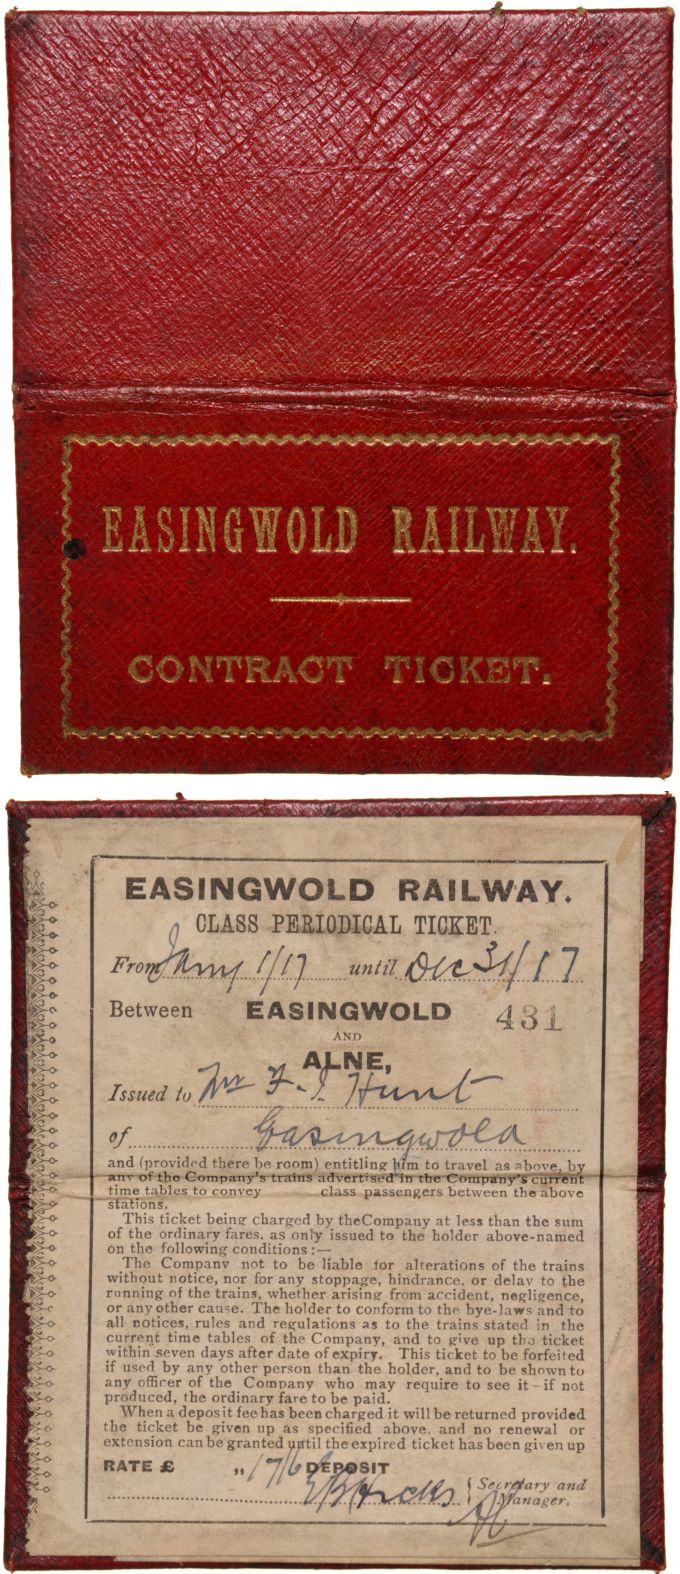 EASINGWOLD RAILWAY.
CONTRACT TICKET.
EASINGWOLD RAILWAY.
CLASS PERIODICAL TICKET.
From Jany 1/17 until Dec 31/17
Between EASINGWOLD 431
AND
ALNE,
Issued to Mr F. J. Hunt
of Easingwold
and (provided there be room) entitling him to travel as above, by
any of the Company's trains advertised in the Company's current
time tables to convey class passengers between the above
stations.
This ticket being charged by the Company at less than the sum
of the ordinary fares, as only issued to the holder above-named
on the following conditions :—
The Company not to be liable for alterations of the trains
without notice, nor for any stoppage, hindrance, or delay to the
running of the trains, whether arising from accident, negligence,
or any other cause. The holder to conform to the bye-laws and to
all notices, rules and regulations as to the trains stated in the
current time tables of the Company, and to give up the ticket
within seven days after date of expiry. This ticket to be forfeited
if used by any other person than the holder, and to be shown to
any officer of the Company who may require to see it—if not
produced, the ordinary fare to be paid.
When a deposit fee has been charged it will be returned provided
the ticket be given up as specified above, and no renewal or
extension can be granted until the expired ticket has been given up
RATE £ „ 17/6 DEPOSIT
Secretary and
Manager.